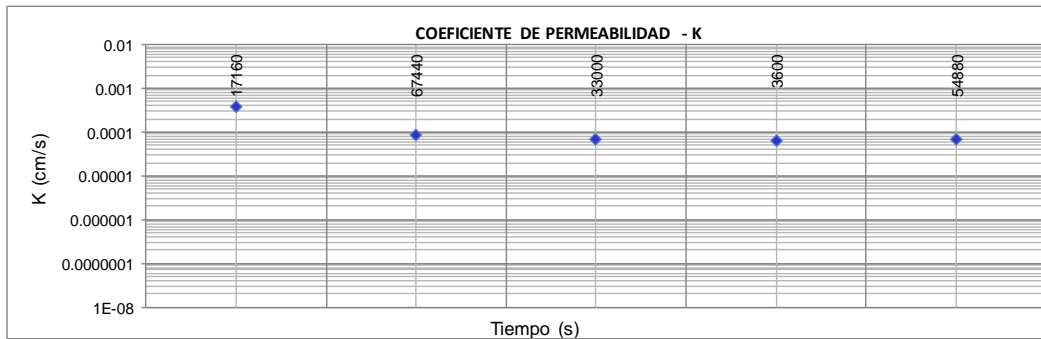 COEFICIENTE DE PERMEABILIDAD - K
0.01
0.001
0.0001
0.00001
0.000001
0.0000001
1E-08
K (cm/s)
17160
67440
33000
3600
54880
Tiempo (s)